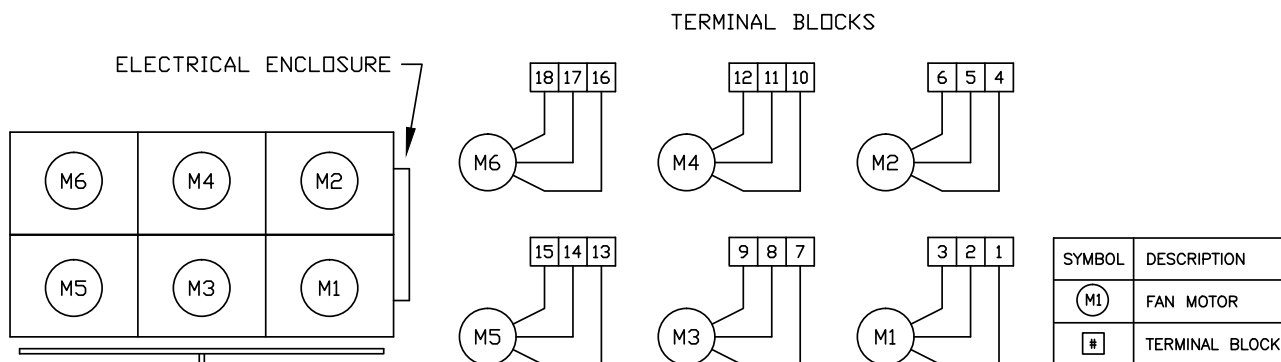 TERMINAL BLOCKS
ELECTRICAL ENCLOSURE
18 17 16
12 11 10
6 5 4
M6 M4 M2
M6 M4 M2
15 14 13
9 8 7
3 2 1
SYMBOL DESCRIPTION
M5 M3 M1
M1 FAN MOTOR
M5 M3 M1
# TERMINAL BLOCK